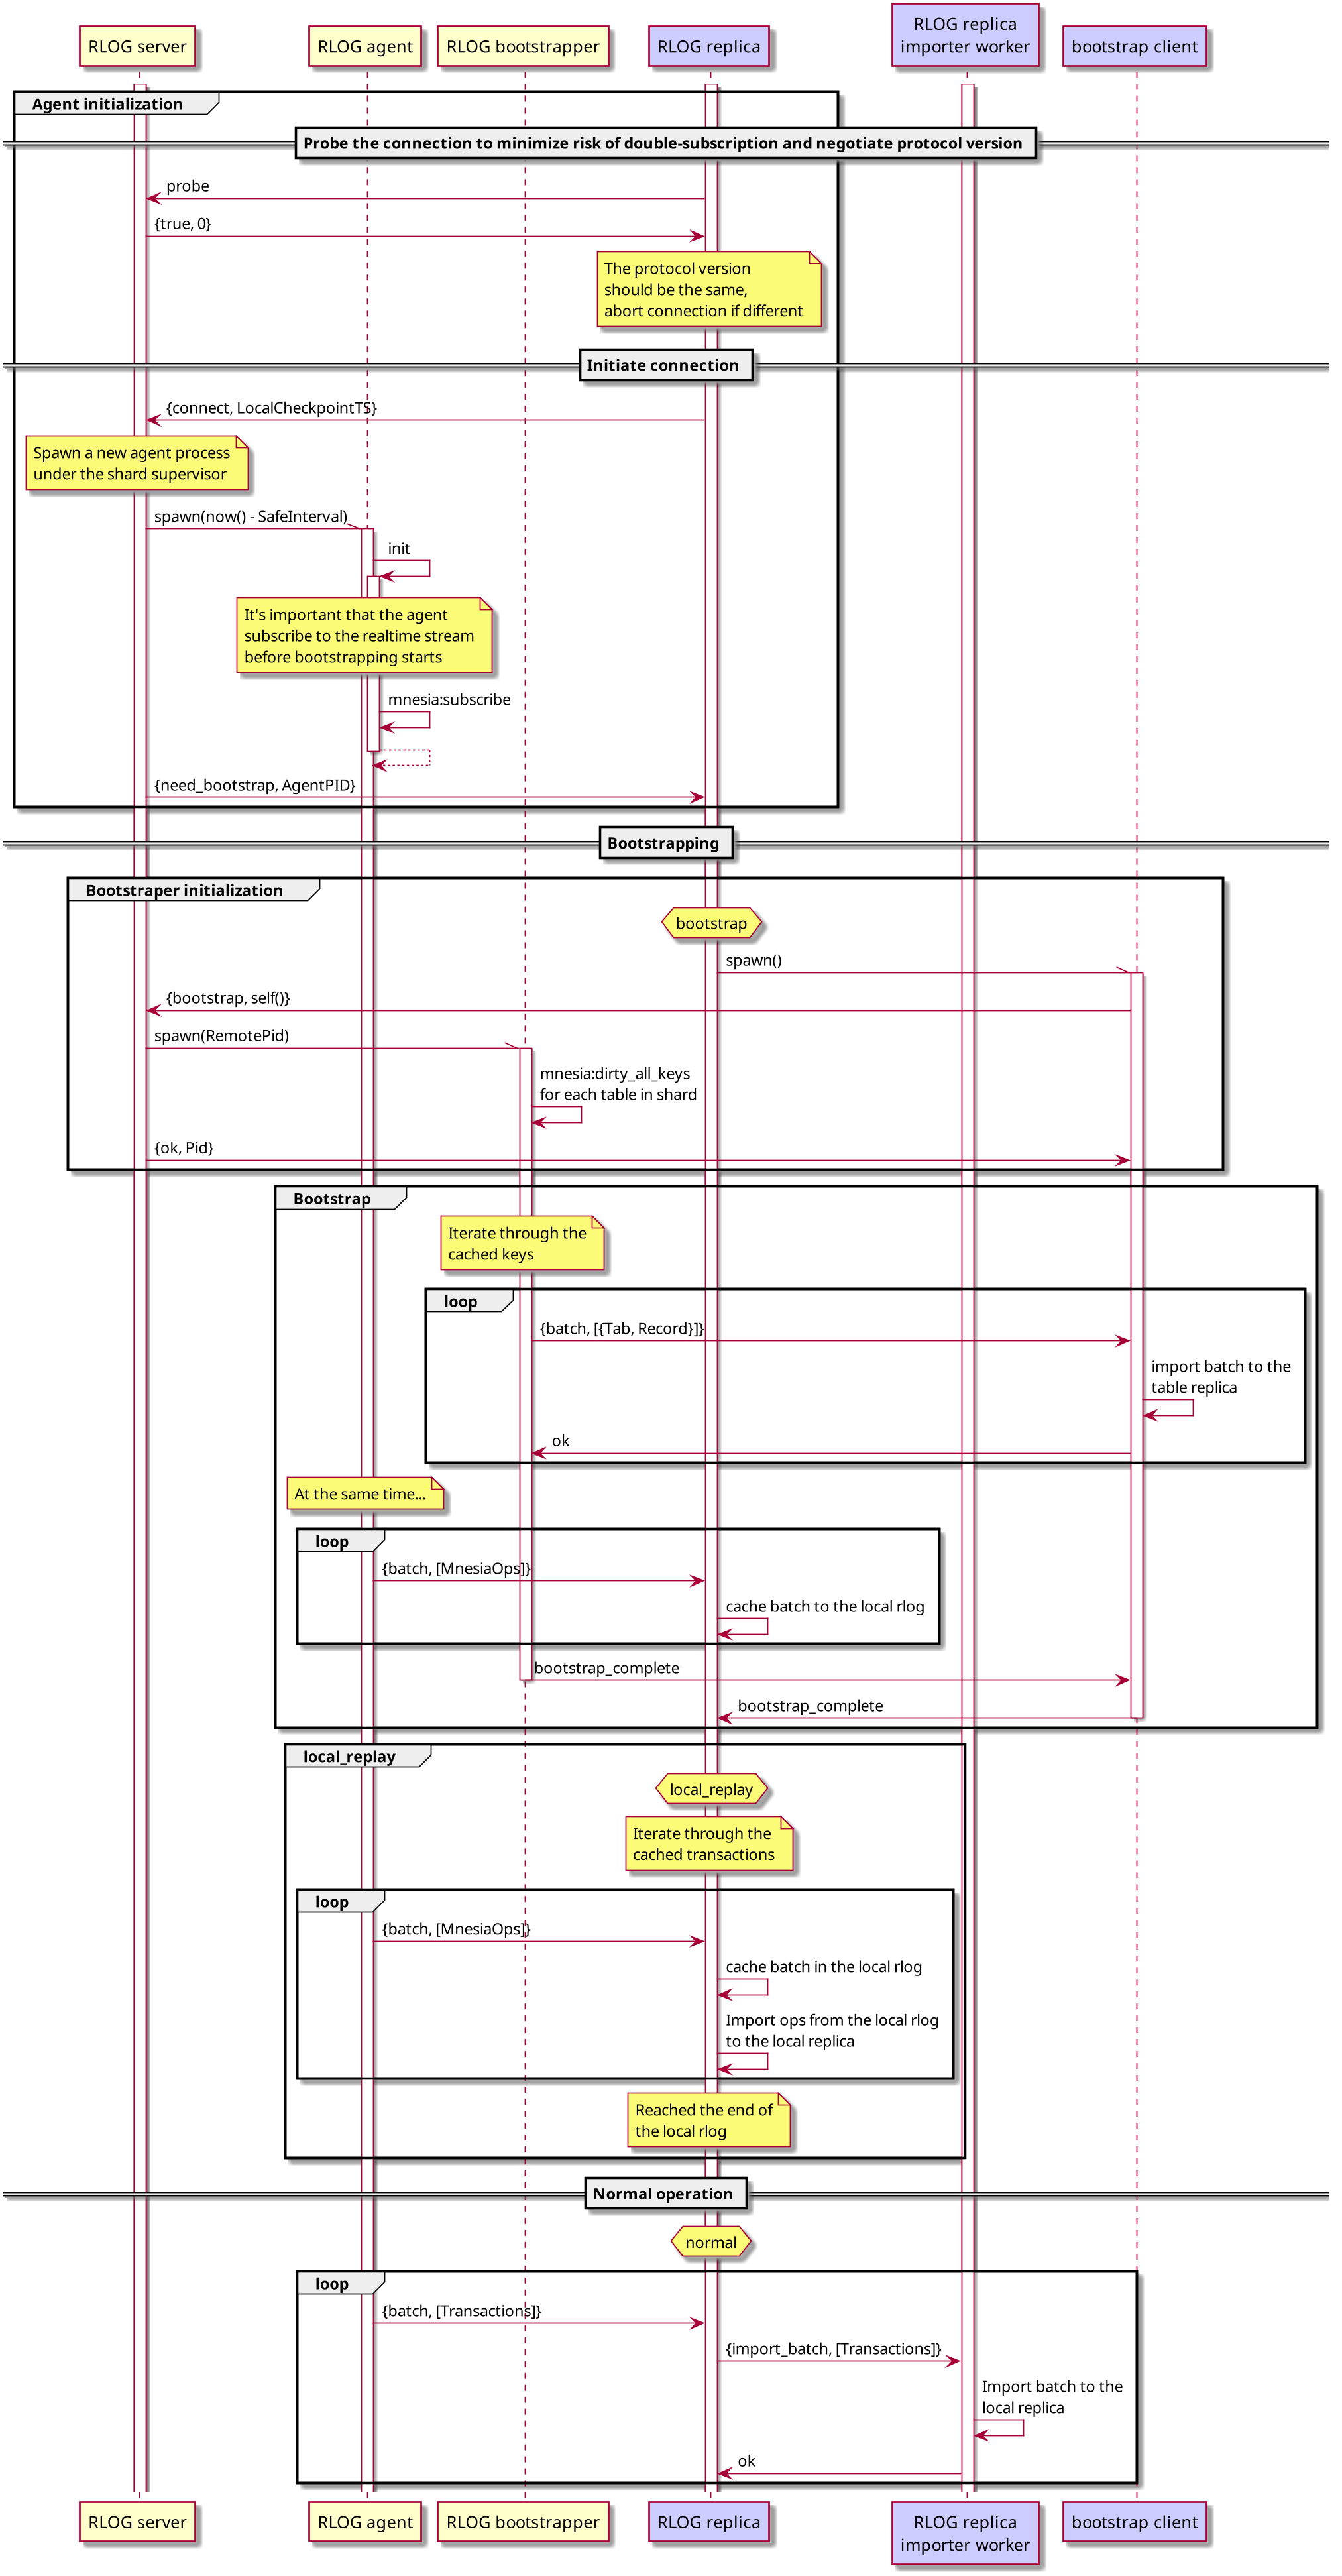 RLOG server
RLOG agent
RLOG bootstrapper
RLOG replica
RLOG replica
importer worker
bootstrap client
Agent initialization
Probe the connection to minimize risk of double-subscription and negotiate protocol version
probe
{true, 0}
The protocol version
should be the same,
abort connection if different
Initiate connection
{connect, LocalCheckpointTS}
Spawn a new agent process
under the shard supervisor
spawn(now() - SafeInterval)
init
It's important that the agent
subscribe to the realtime stream
before bootstrapping starts
mnesia:subscribe
{need_bootstrap, AgentPID}
Bootstrapping
Bootstraper initialization
bootstrap
spawn()
{bootstrap, self()}
spawn(RemotePid)
mnesia:dirty_all_keys
for each table in shard
{ok, Pid}
Bootstrap
Iterate through the
cached keys
loop
{batch, [{Tab, Record}]}
import batch to the
table replica
ok
At the same time...
loop
{batch, [MnesiaOps]}
cache batch to the local rlog
bootstrap_complete
bootstrap_complete
local_replay
local_replay
Iterate through the
cached transactions
loop
{batch, [MnesiaOps]}
cache batch in the local rlog
Import ops from the local rlog
to the local replica
Reached the end of
the local rlog
Normal operation
normal
loop
{batch, [Transactions]}
{import_batch, [Transactions]}
Import batch to the
local replica
ok
RLOG server
RLOG agent
RLOG bootstrapper
RLOG replica
RLOG replica
importer worker
bootstrap client